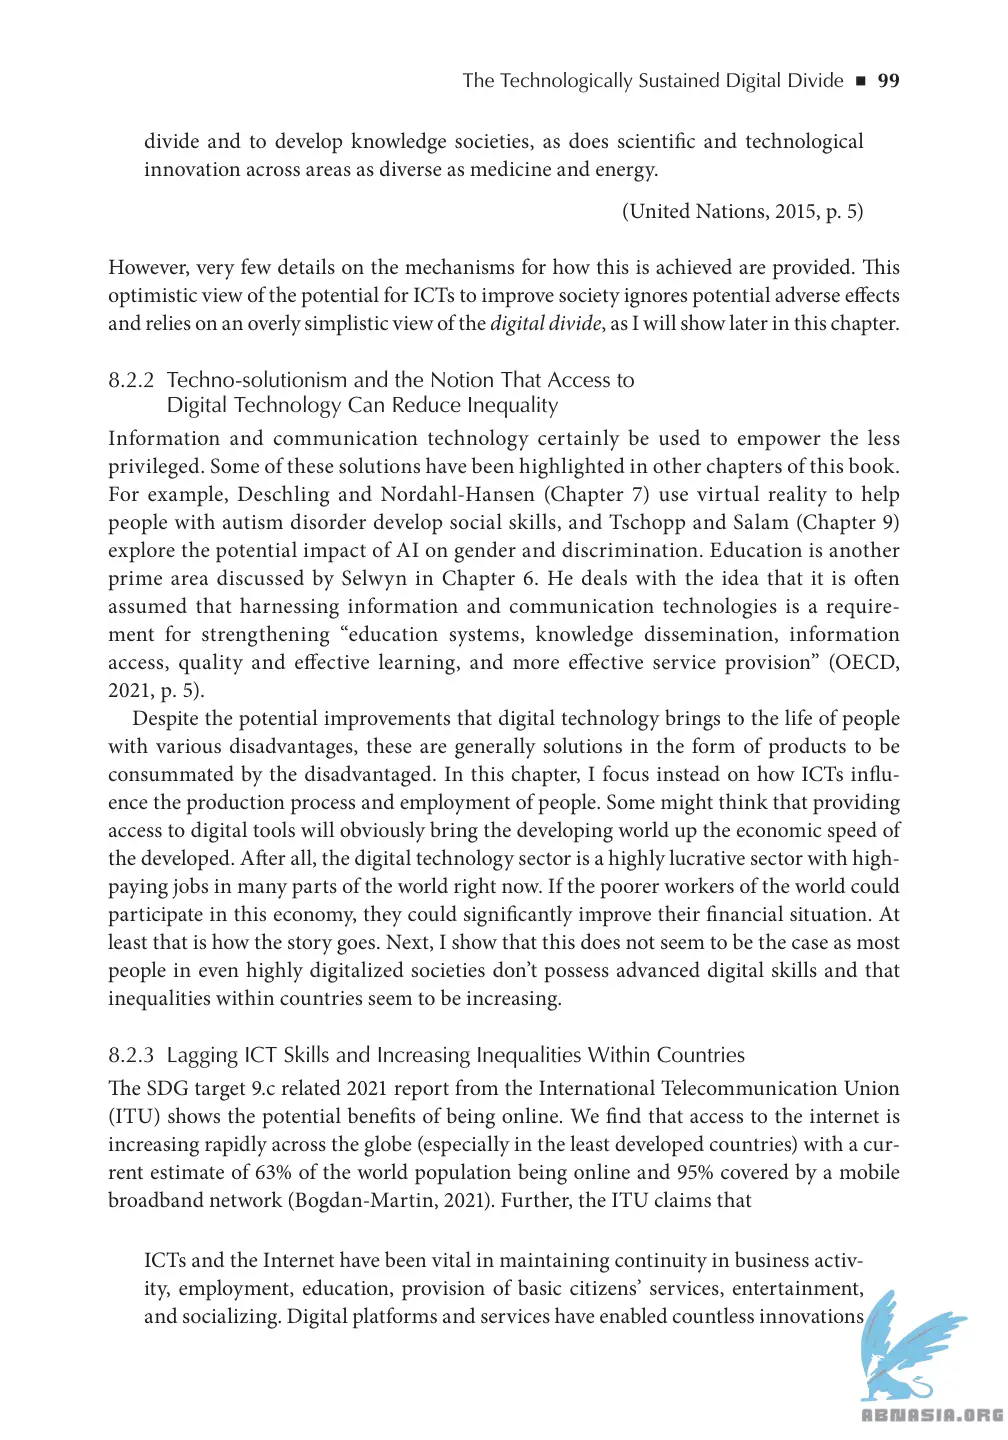 The Technologically Sustained Digital Divide ■ 99
divide and to develop knowledge societies, as does scientific and technological
innovation across areas as diverse as medicine and energy.
(United Nations, 2015, p. 5)
However, very few details on the mechanisms for how this is achieved are provided. This
optimistic view of the potential for ICTs to improve society ignores potential adverse effects
and relies on an overly simplistic view of the digital divide, as I will show later in this chapter.
8.2.2 Techno-solutionism and the Notion That Access to
Digital Technology Can Reduce Inequality
Information and communication technology certainly be used to empower the less
privileged. Some of these solutions have been highlighted in other chapters of this book.
For example, Deschling and Nordahl-Hansen (Chapter 7) use virtual reality to help
people with autism disorder develop social skills, and Tschopp and Salam (Chapter 9)
explore the potential impact of AI on gender and discrimination. Education is another
prime area discussed by Selwyn in Chapter 6. He deals with the idea that it is often
assumed that harnessing information and communication technologies is a require-
ment for strengthening “education systems, knowledge dissemination, information
access, quality and effective learning, and more effective service provision” (OECD,
2021, p. 5).
Despite the potential improvements that digital technology brings to the life of people
with various disadvantages, these are generally solutions in the form of products to be
consummated by the disadvantaged. In this chapter, I focus instead on how ICTs influ-
ence the production process and employment of people. Some might think that providing
access to digital tools will obviously bring the developing world up the economic speed of
the developed. After all, the digital technology sector is a highly lucrative sector with high-
paying jobs in many parts of the world right now. If the poorer workers of the world could
participate in this economy, they could significantly improve their financial situation. At
least that is how the story goes. Next, I show that this does not seem to be the case as most
people in even highly digitalized societies don’t possess advanced digital skills and that
inequalities within countries seem to be increasing.
8.2.3 Lagging ICT Skills and Increasing Inequalities Within Countries
The SDG target 9.c related 2021 report from the International Telecommunication Union
(ITU) shows the potential benefits of being online. We find that access to the internet is
increasing rapidly across the globe (especially in the least developed countries) with a cur-
rent estimate of 63% of the world population being online and 95% covered by a mobile
broadband network (Bogdan-Martin, 2021). Further, the ITU claims that
ICTs and the Internet have been vital in maintaining continuity in business activ-
ity, employment, education, provision of basic citizens’ services, entertainment,
and socializing. Digital platforms and services have enabled countless innovations
ABNASIA.ORG